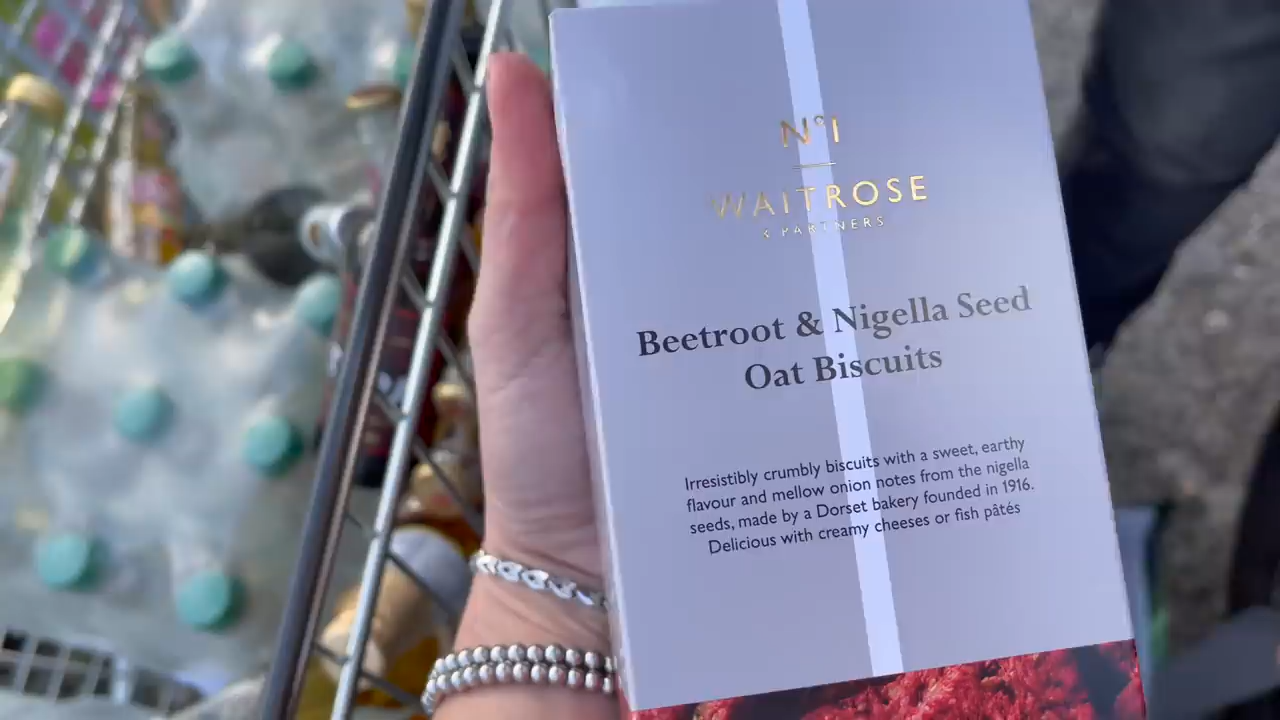 N°1
WAITROSE
& PARTNERS
Beetroot & Nigella Seed
Oat Biscuits
Irresistibly crumbly biscuits with a sweet, earthy
flavour and mellow onion notes from the nigella
seeds, made by a Dorset bakery founded in 1916.
Delicious with creamy cheeses or fish pâtés